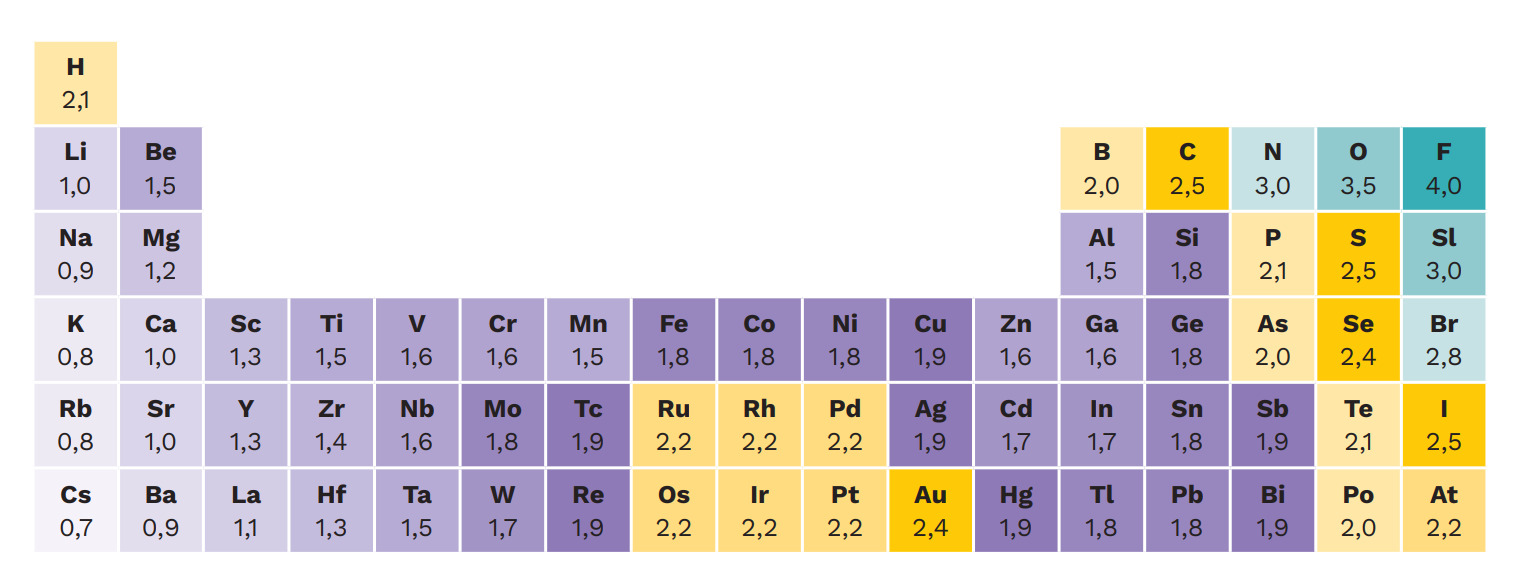 H
2,1
Li Be B C N O F
1,0 1,5 2,0 2,5 3,0 3,5 4,0
Na Mg Al Si P S Sl
0,9 1,2 1,5 1,8 2,1 2,5 3,0
K Ca Sc Ti V Cr Mn Fe Co Ni Cu Zn Ga Ge As Se Br
0,8 1,0 1,3 1,5 1,6 1,6 1,5 1,8 1,8 1,8 1,9 1,6 1,6 1,8 2,0 2,4 2,8
Rb Sr Y Zr Nb Mo Tc Ru Rh Pd Ag Cd In Sn Sb Te I
0,8 1,0 1,3 1,4 1,6 1,8 1,9 2,2 2,2 2,2 1,9 1,7 1,7 1,8 1,9 2,1 2,5
Cs Ba La Hf Ta W Re Os Ir Pt Au Hg Tl Pb Bi Po At
0,7 0,9 1,1 1,3 1,5 1,7 1,9 2,2 2,2 2,2 2,4 1,9 1,8 1,8 1,9 2,0 2,2